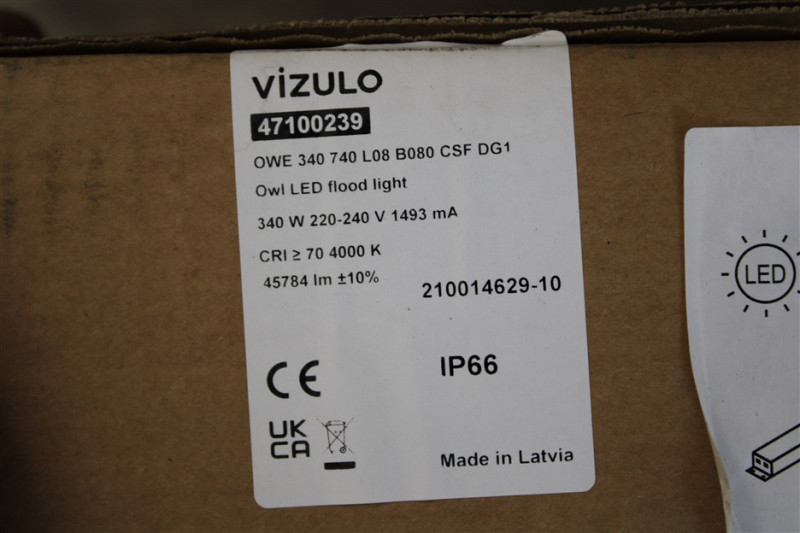 VIZULO
47100239
OWE 340 740 L08 B080 CSF DG1
Owl LED flood light
340 W 220-240 V 1493 mA
CRI ≥ 70 4000 K
45784 lm ±10%
210014629-10
CE
IP66
UK
CA
Made in Latvia
LED